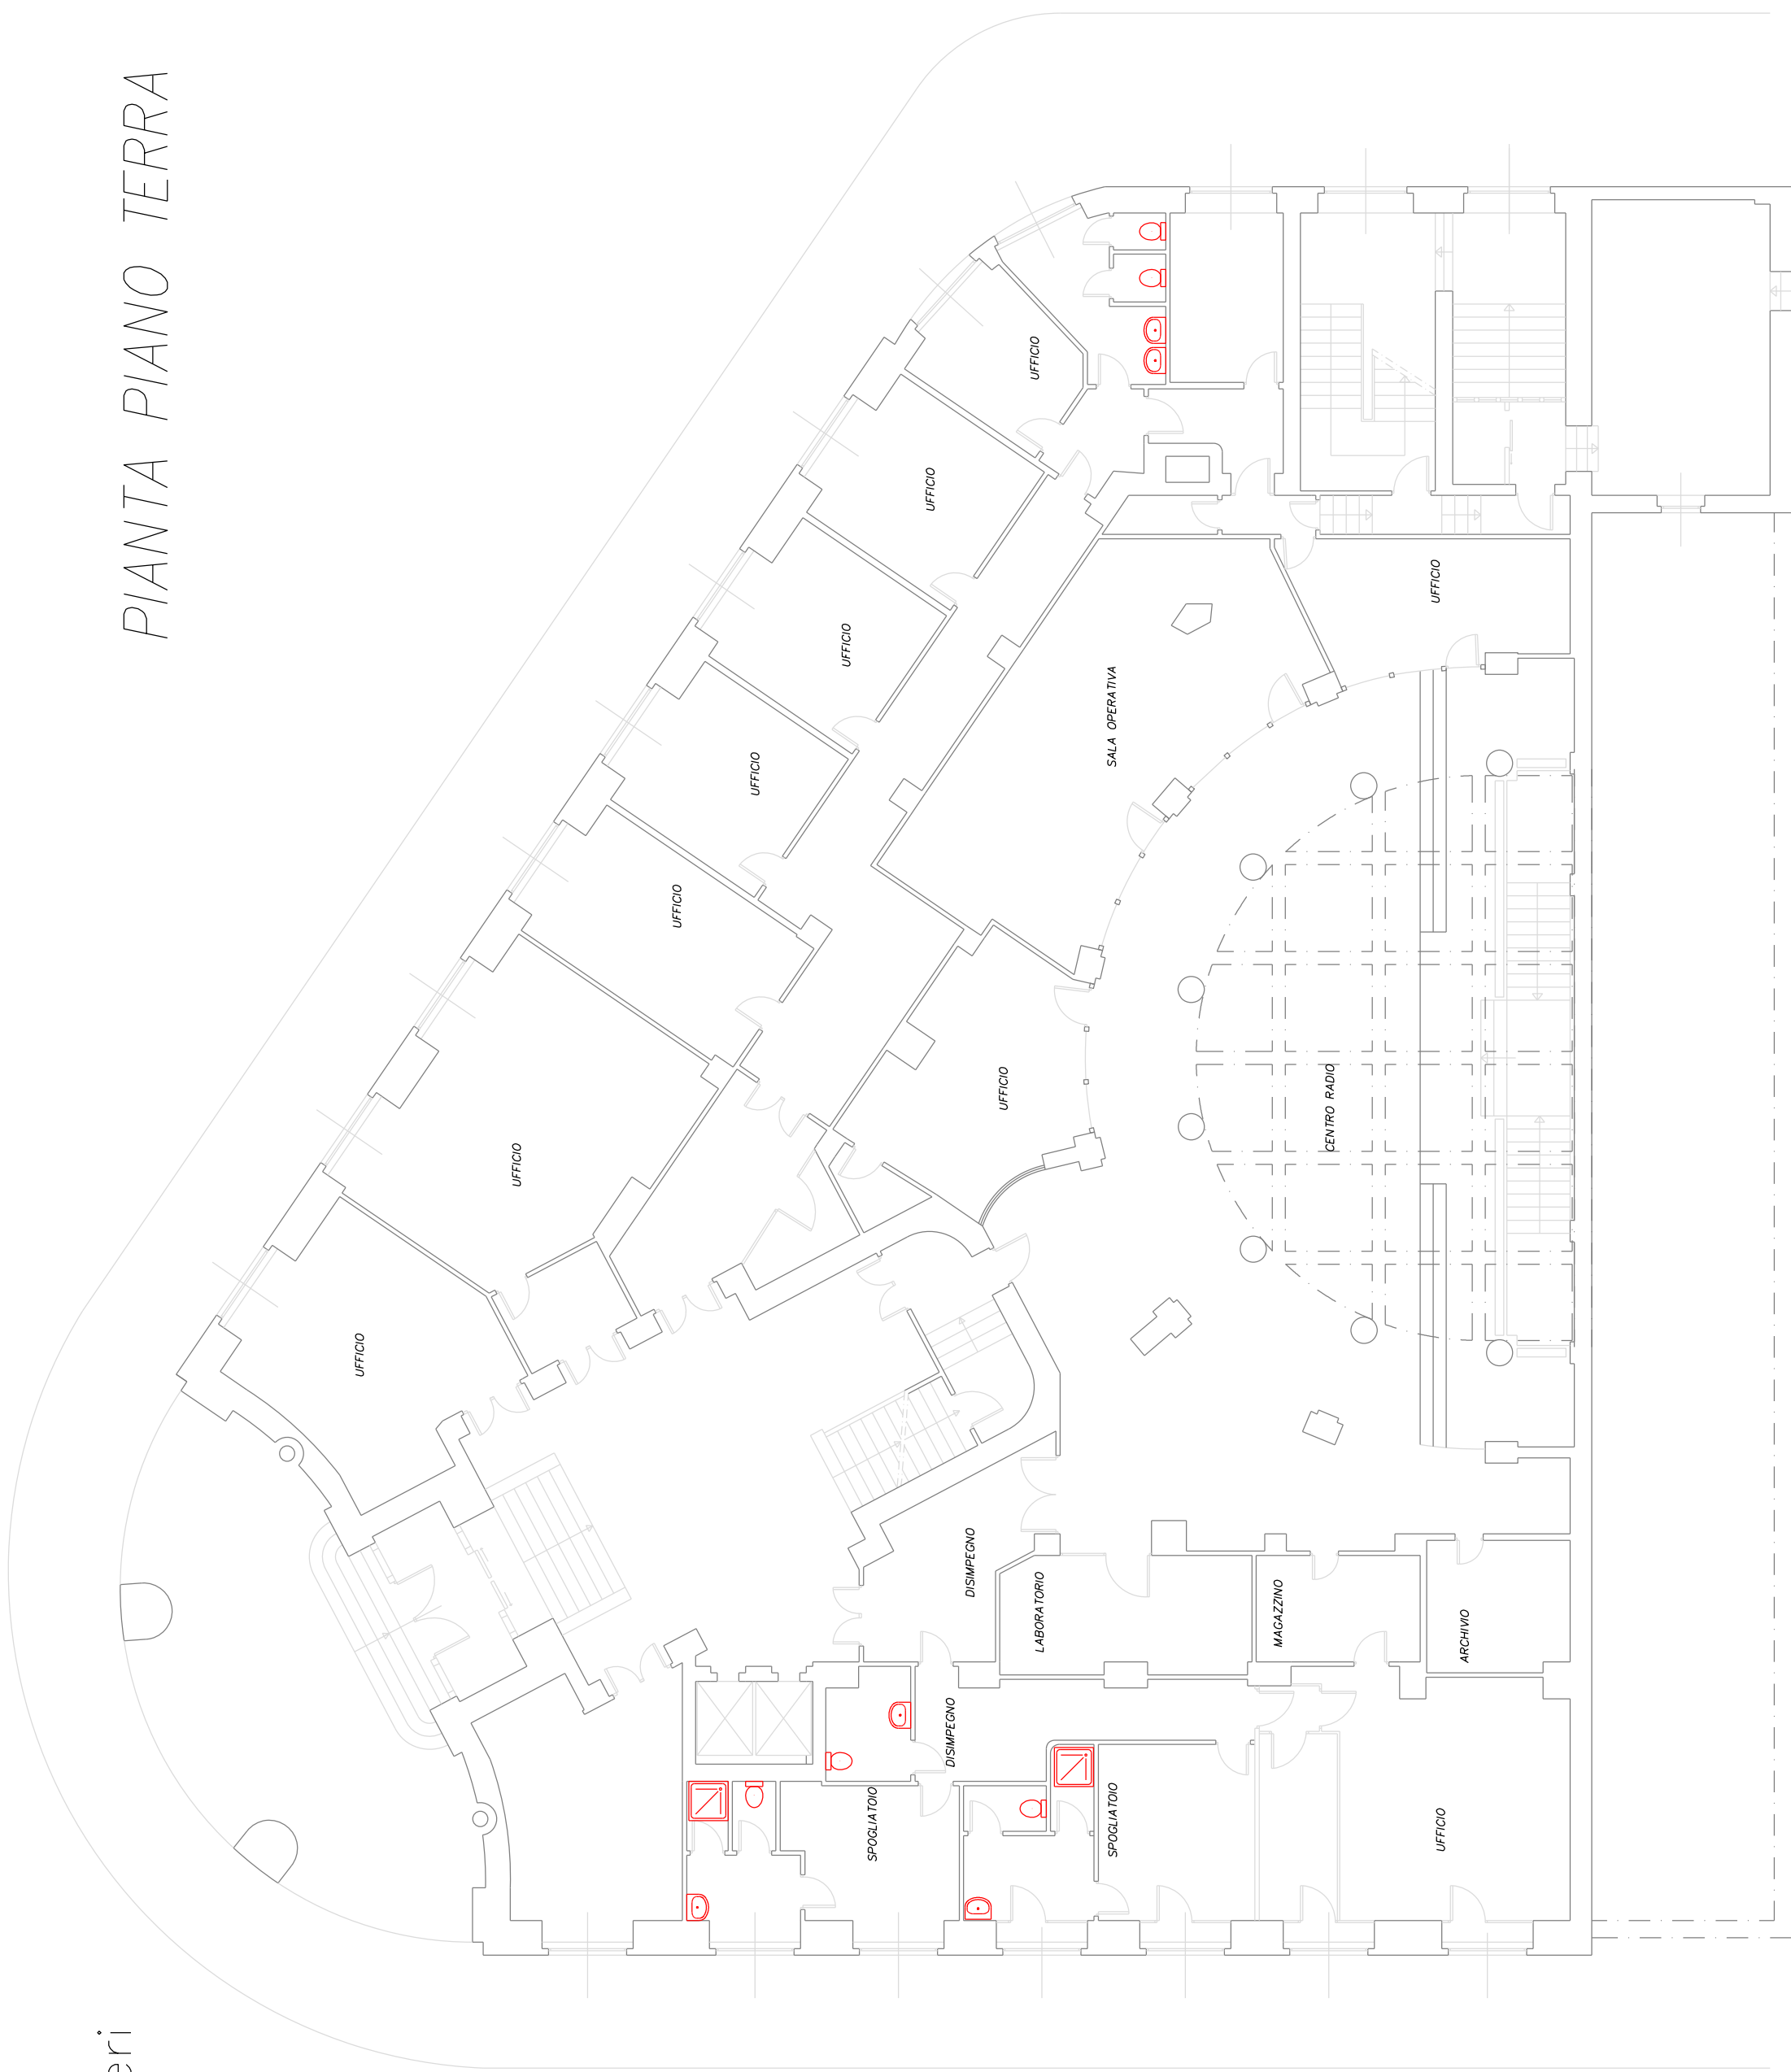 PIANTA PIANO TERRA
UFFICIO
UFFICIO
UFFICIO
UFFICIO
UFFICIO
UFFICIO
UFFICIO
UFFICIO
SALA OPERATIVA
UFFICIO
CENTRO RADIO
DISIMPEGNO
LABORATORIO
MAGAZZINO
ARCHIVIO
DISIMPEGNO
SPOGLIATOIO
SPOGLIATOIO
UFFICIO
eri